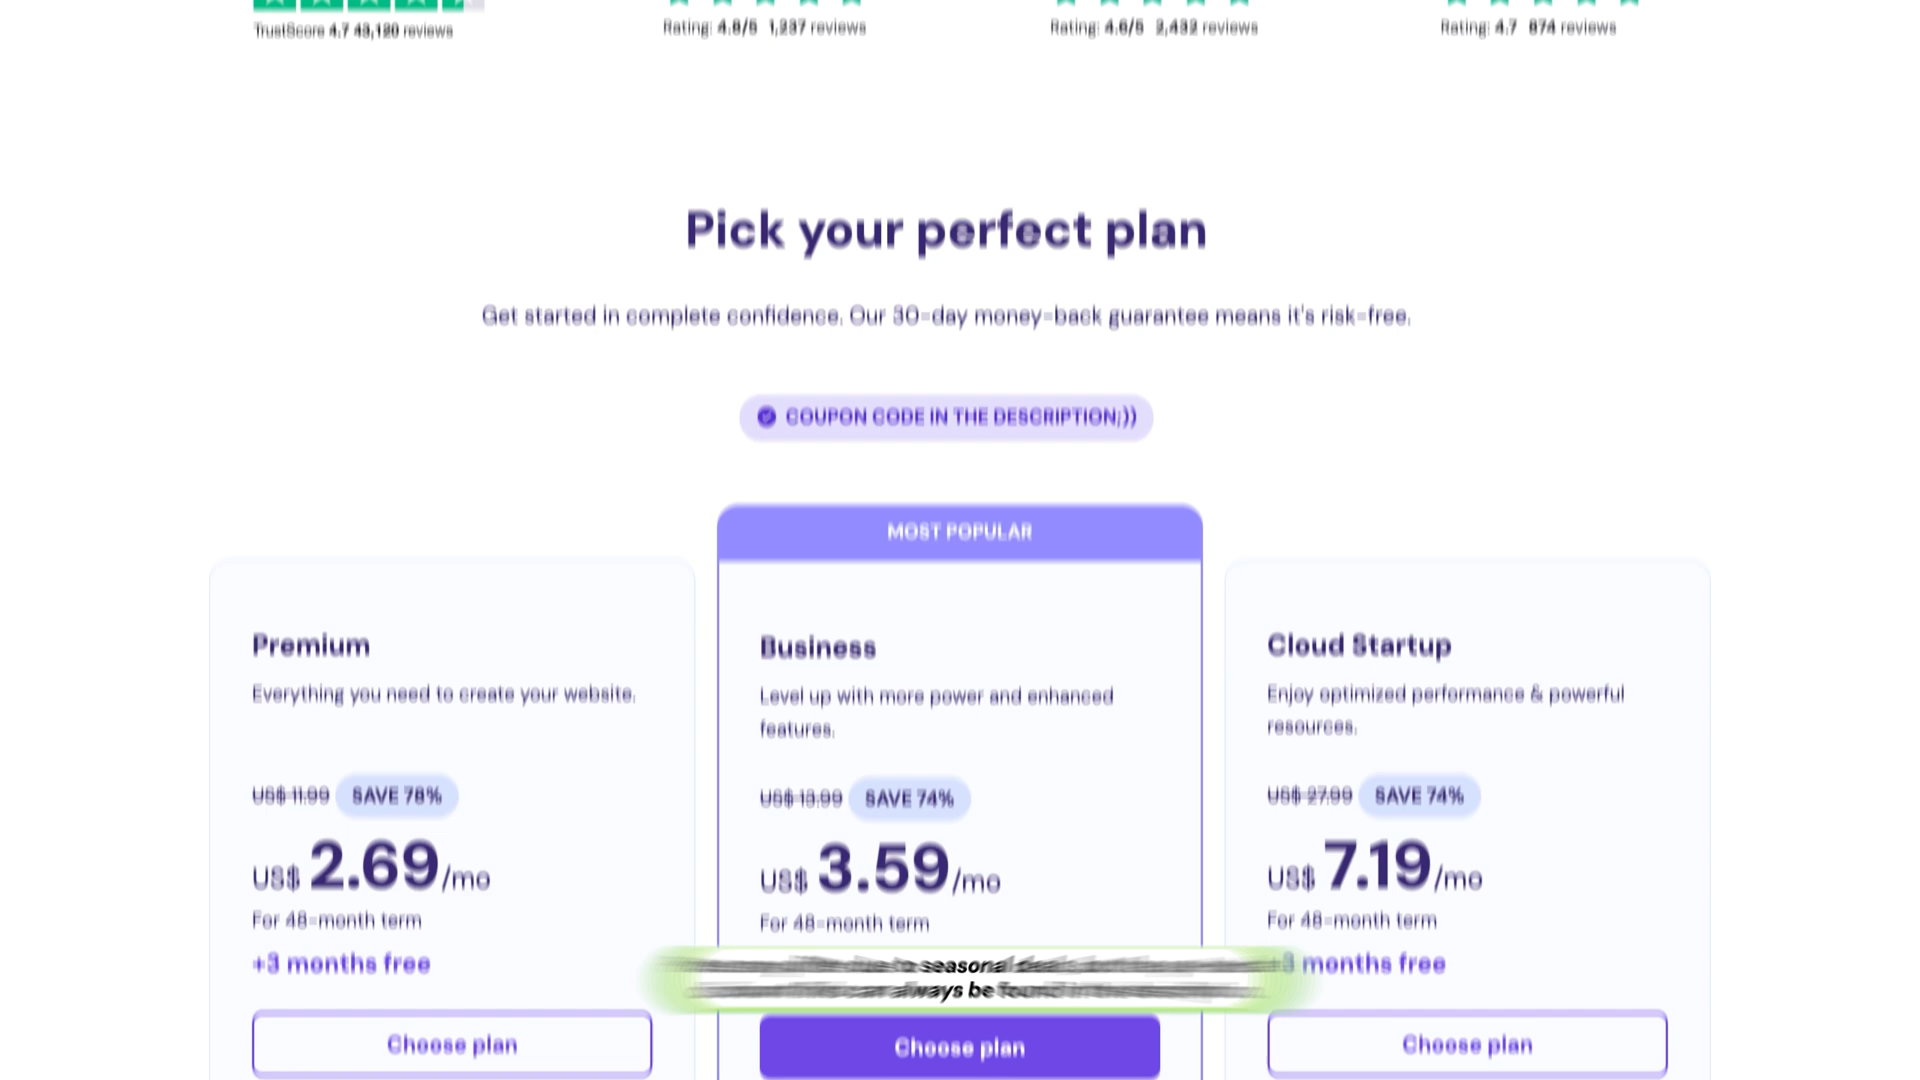 TrustScore 4.7 43,120 reviews
Rating: 4.8/5 1,237 reviews
Rating: 4.6/5 2,432 reviews
Rating: 4.7 874 reviews
Pick your perfect plan
Get started in complete confidence. Our 30-day money-back guarantee means it's risk-free.
COUPON CODE IN THE DESCRIPTION;))
MOST POPULAR
Premium
Everything you need to create your website.
US$ 11.99 SAVE 78%
US$ 2.69/mo
For 48-month term
+3 months free
Choose plan
Business
Level up with more power and enhanced
features.
US$ 13.99 SAVE 74%
US$ 3.59/mo
For 48-month term
due to seasonal
always be found in the
Choose plan
Cloud Startup
Enjoy optimized performance & powerful
resources.
US$ 27.99 SAVE 74%
US$ 7.19/mo
For 48-month term
+3 months free
Choose plan